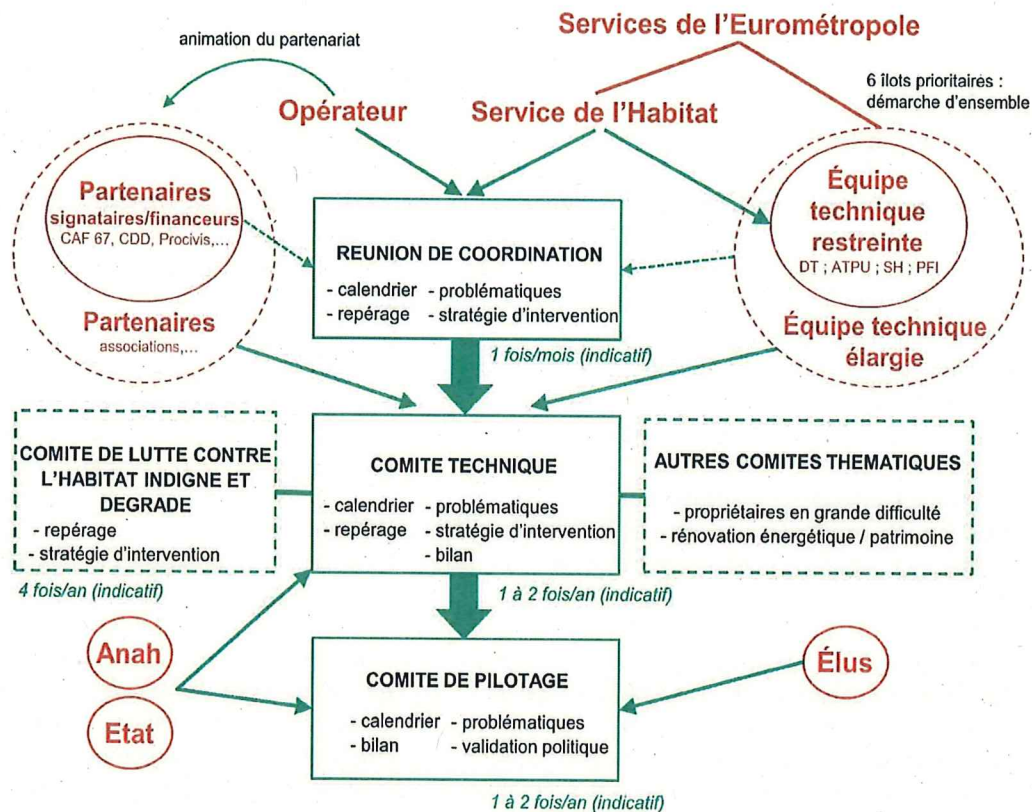 Services de l'Eurométropole
animation du partenariat
6 îlots prioritaires :
démarche d'ensemble
Opérateur
Service de l'Habitat
Partenaires
signataires/financeurs
CAF 67, CDD, Procivis,...
Partenaires
associations,...
Équipe
technique
restreinte
DT ; ATPU ; SH ; PFI
Équipe technique
élargie
REUNION DE COORDINATION
- calendrier - problématiques
- repérage - stratégie d'intervention
1 fois/mois (indicatif)
COMITE DE LUTTE CONTRE
L'HABITAT INDIGNE ET
DEGRADE
- repérage
- stratégie d'intervention
4 fois/an (indicatif)
COMITE TECHNIQUE
- calendrier - problématiques
- repérage - stratégie d'intervention
- bilan
1 à 2 fois/an (indicatif)
AUTRES COMITES THEMATIQUES
- propriétaires en grande difficulté
- rénovation énergétique / patrimoine
Anah
Etat
Élus
COMITE DE PILOTAGE
- calendrier - problématiques
- bilan - validation politique
1 à 2 fois/an (indicatif)